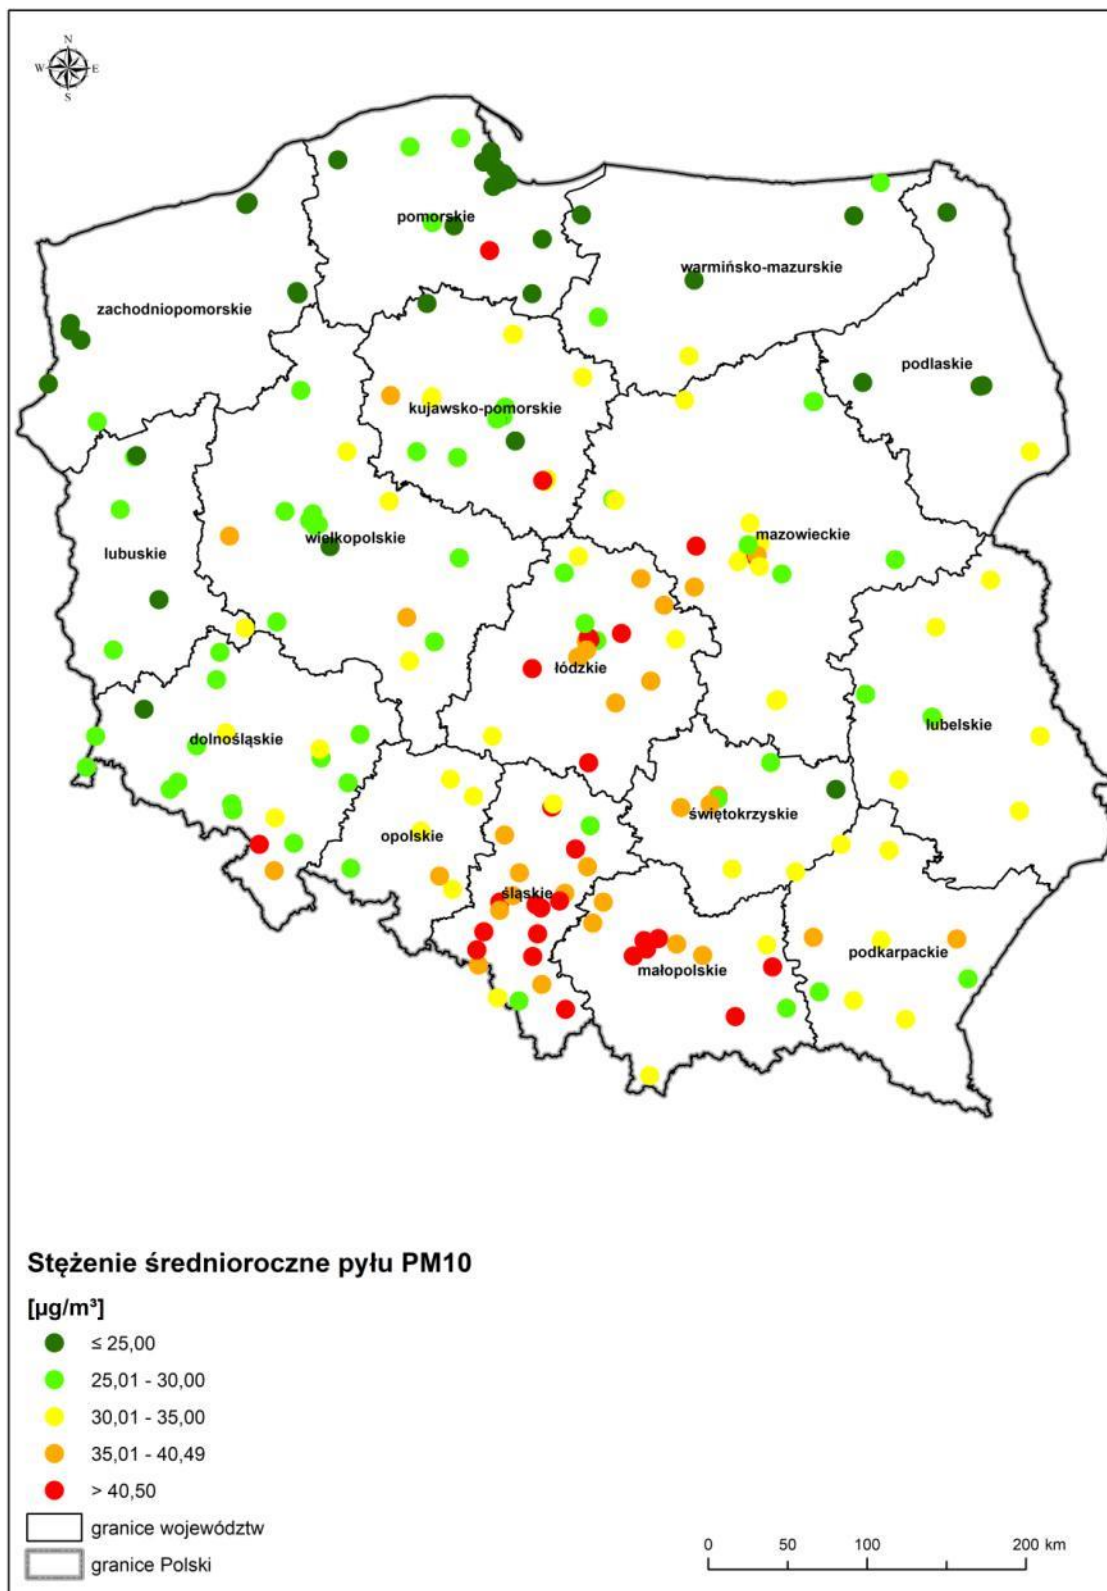 N
W E
S
pomorskie
warmińsko-mazurskie
zachodniopomorskie
podlaskie
kujawsko-pomorskie
mazowieckie
wielkopolskie
lubuskie
łódzkie
lubelskie
dolnośląskie
świętokrzyskie
opolskie
śląskie
podkarpackie
małopolskie
Stężenie średnioroczne pyłu PM10
[µg/m³]
≤ 25,00
25,01 - 30,00
30,01 - 35,00
35,01 - 40,49
> 40,50
granice województw
granice Polski
0 50 100 200 km